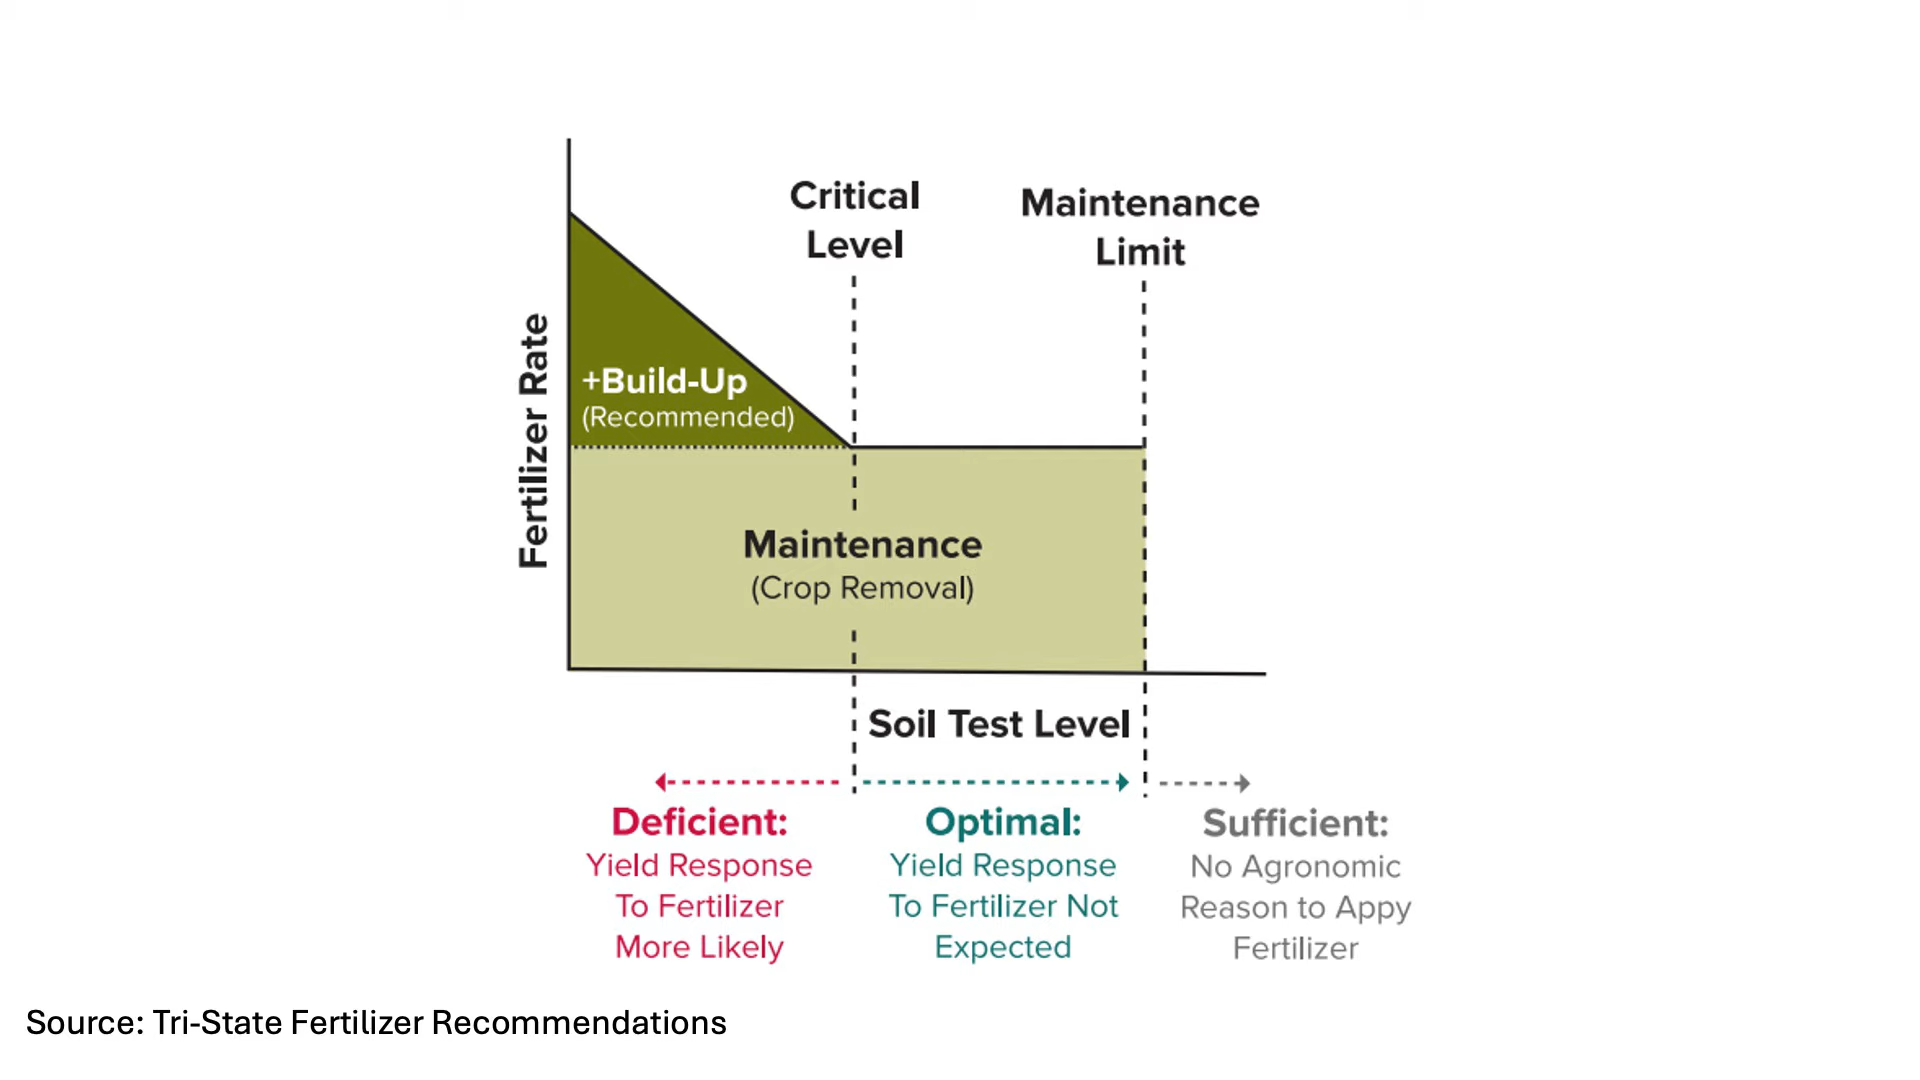 Critical
Level
Maintenance
Limit
Fertilizer Rate
+Build-Up
(Recommended)
Maintenance
(Crop Removal)
Soil Test Level
Deficient:
Yield Response
To Fertilizer
More Likely
Optimal:
Yield Response
To Fertilizer Not
Expected
Sufficient:
No Agronomic
Reason to Appy
Fertilizer
Source: Tri-State Fertilizer Recommendations